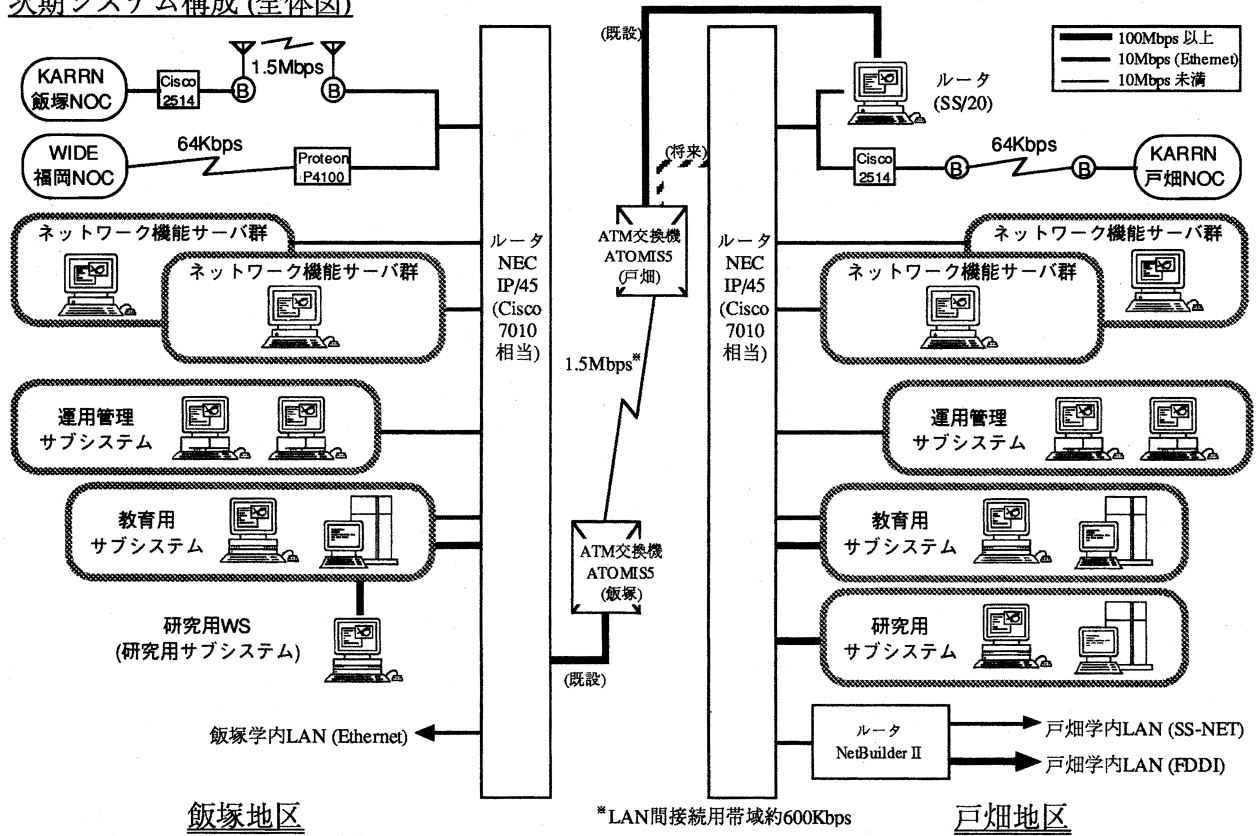 次期システム構成 (全体図)
KARRN
飯塚NOC
Cisco
2514
B
1.5Mbps
B
WIDE
福岡NOC
64Kbps
Proteon
P4100
ネットワーク機能サーバ群
ネットワーク機能サーバ群
運用管理
サブシステム
教育用
サブシステム
研究用WS
(研究用サブシステム)
飯塚学内LAN (Ethernet)
飯塚地区
ルータ
NEC
IP/45
(Cisco
7010
相当)
(既設)
(将来)
ATM交換機
ATOMIS5
(戸畑)
1.5Mbps※
ATM交換機
ATOMIS5
(飯塚)
(既設)
※LAN間接続用帯域約600Kbps
ルータ
NEC
IP/45
(Cisco
7010
相当)
100Mbps 以上
10Mbps (Ethernet)
10Mbps 未満
ルータ
(SS/20)
Cisco
2514
B
64Kbps
B
KARRN
戸畑NOC
ネットワーク機能サーバ群
ネットワーク機能サーバ群
運用管理
サブシステム
教育用
サブシステム
研究用
サブシステム
ルータ
NetBuilder II
戸畑学内LAN (SS-NET)
戸畑学内LAN (FDDI)
戸畑地区